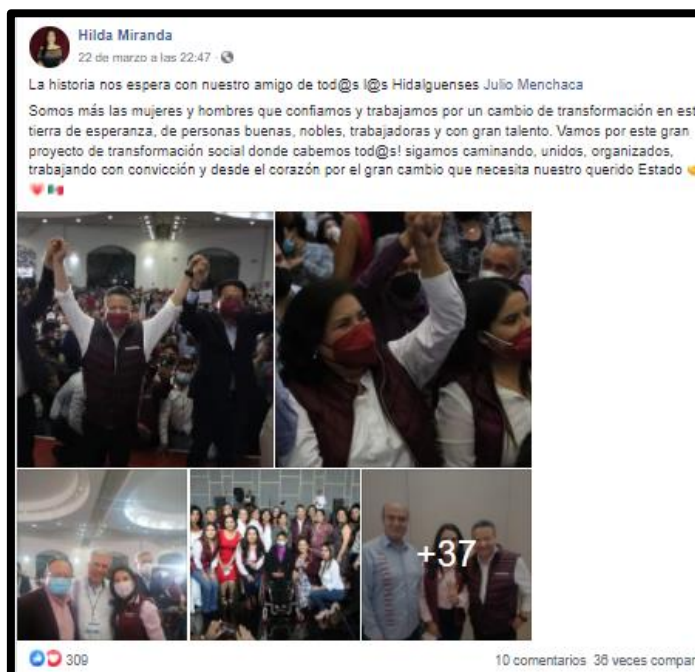 Hilda Miranda
22 de marzo a las 22:47 ·
La historia nos espera con nuestro amigo de tod@s l@s Hidalguenses Julio Menchaca
Somos más las mujeres y hombres que confiamos y trabajamos por un cambio de transformación en est
tierra de esperanza, de personas buenas, nobles, trabajadoras y con gran talento. Vamos por este gran
proyecto de transformación social donde cabemos tod@s! sigamos caminando, unidos, organizados,
trabajando con convicción y desde el corazón por el gran cambio que necesita nuestro querido Estado
+37
309
10 comentarios 36 veces compar